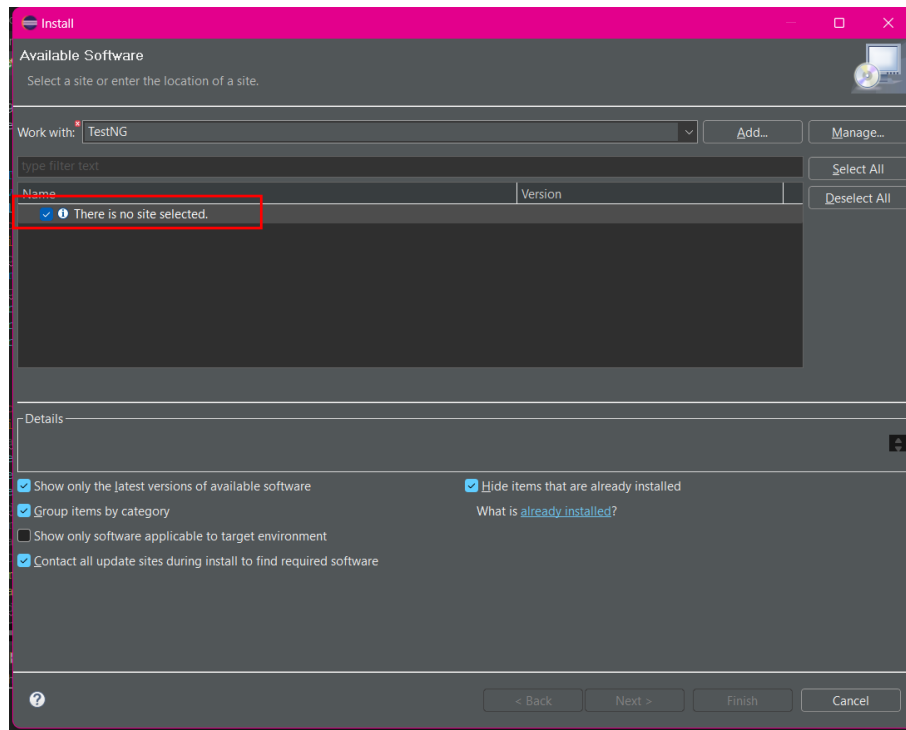 Install
Available Software
Select a site or enter the location of a site.
Work with: TestNG
Add...
Manage...
type filter text
Select All
Name
Version
Deselect All
There is no site selected.
Details
Show only the latest versions of available software
Hide items that are already installed
Group items by category
What is already installed?
Show only software applicable to target environment
Contact all update sites during install to find required software
< Back
Next >
Finish
Cancel